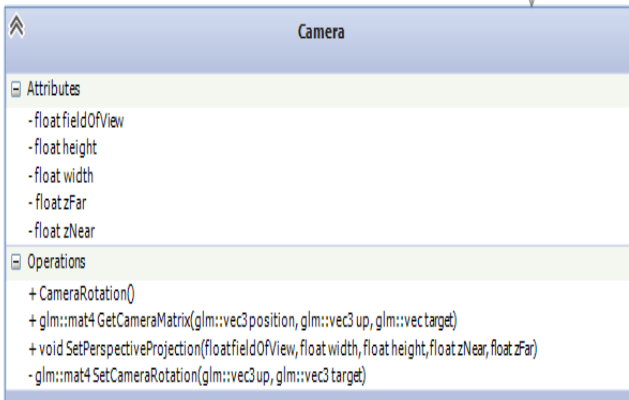 Camera
Attributes
- float fieldOfView
- float height
- float width
- float zFar
- float zNear
Operations
+ CameraRotation()
+ glm::mat4 GetCameraMatrix(glm::vec3 position, glm::vec3 up, glm::vec target)
+ void SetPerspectiveProjection(float fieldOfView, float width, float height, float zNear, float zFar)
- glm::mat4 SetCameraRotation(glm::vec3 up, glm::vec3 target)